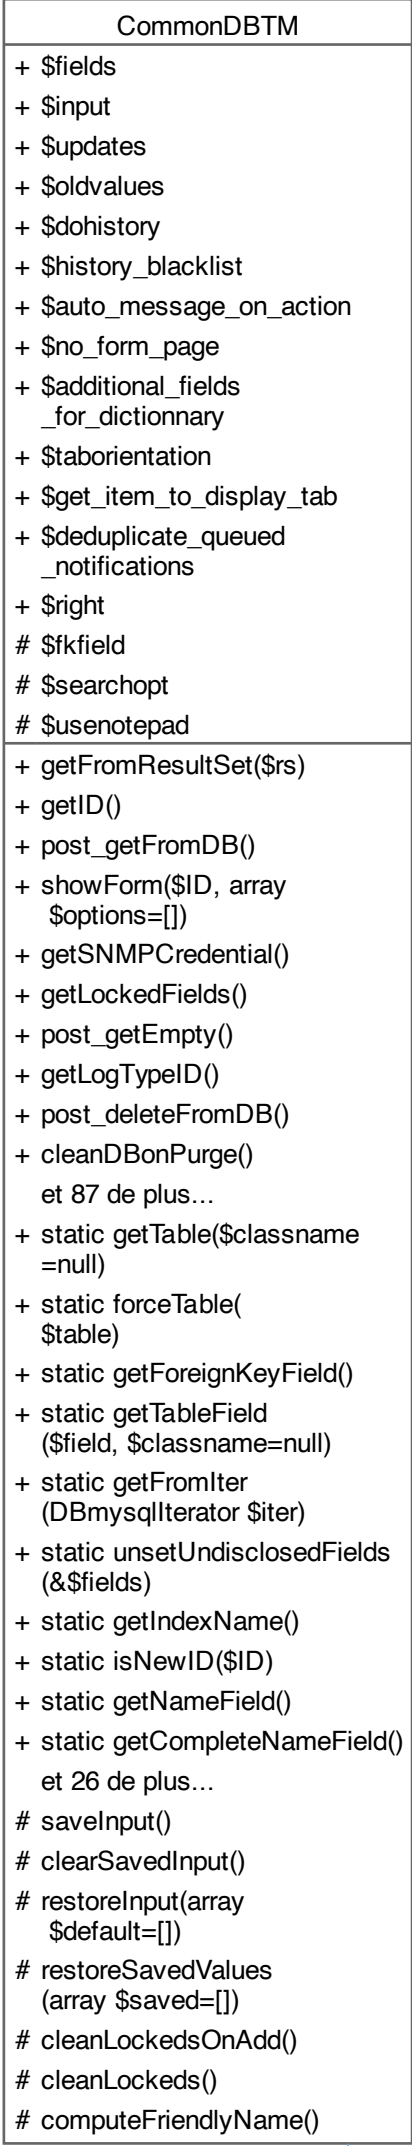 CommonDBTM
+ $fields
+ $input
+ $updates
+ $oldvalues
+ $dohistory
+ $history_blacklist
+ $auto_message_on_action
+ $no_form_page
+ $additional_fields
_for_dictionnary
+ $taborientation
+ $get_item_to_display_tab
+ $deduplicate_queued
_notifications
+ $right
# $fkfield
# $searchopt
# $usenotepad
+ getFromResultSet($rs)
+ getID()
+ post_getFromDB()
+ showForm($ID, array
$options=[])
+ getSNMPCredential()
+ getLockedFields()
+ post_getEmpty()
+ getLogTypeID()
+ post_deleteFromDB()
+ cleanDBonPurge()
et 87 de plus...
+ static getTable($classname
=null)
+ static forceTable(
$table)
+ static getForeignKeyField()
+ static getTableField
($field, $classname=null)
+ static getFromIter
(DBmysqlIterator $iter)
+ static unsetUndisclosedFields
(&$fields)
+ static getIndexName()
+ static isNewID($ID)
+ static getNameField()
+ static getCompleteNameField()
et 26 de plus...
# saveInput()
# clearSavedInput()
# restoreInput(array
$default=[])
# restoreSavedValues
(array $saved=[])
# cleanLockedsOnAdd()
# cleanLockeds()
# computeFriendlyName()